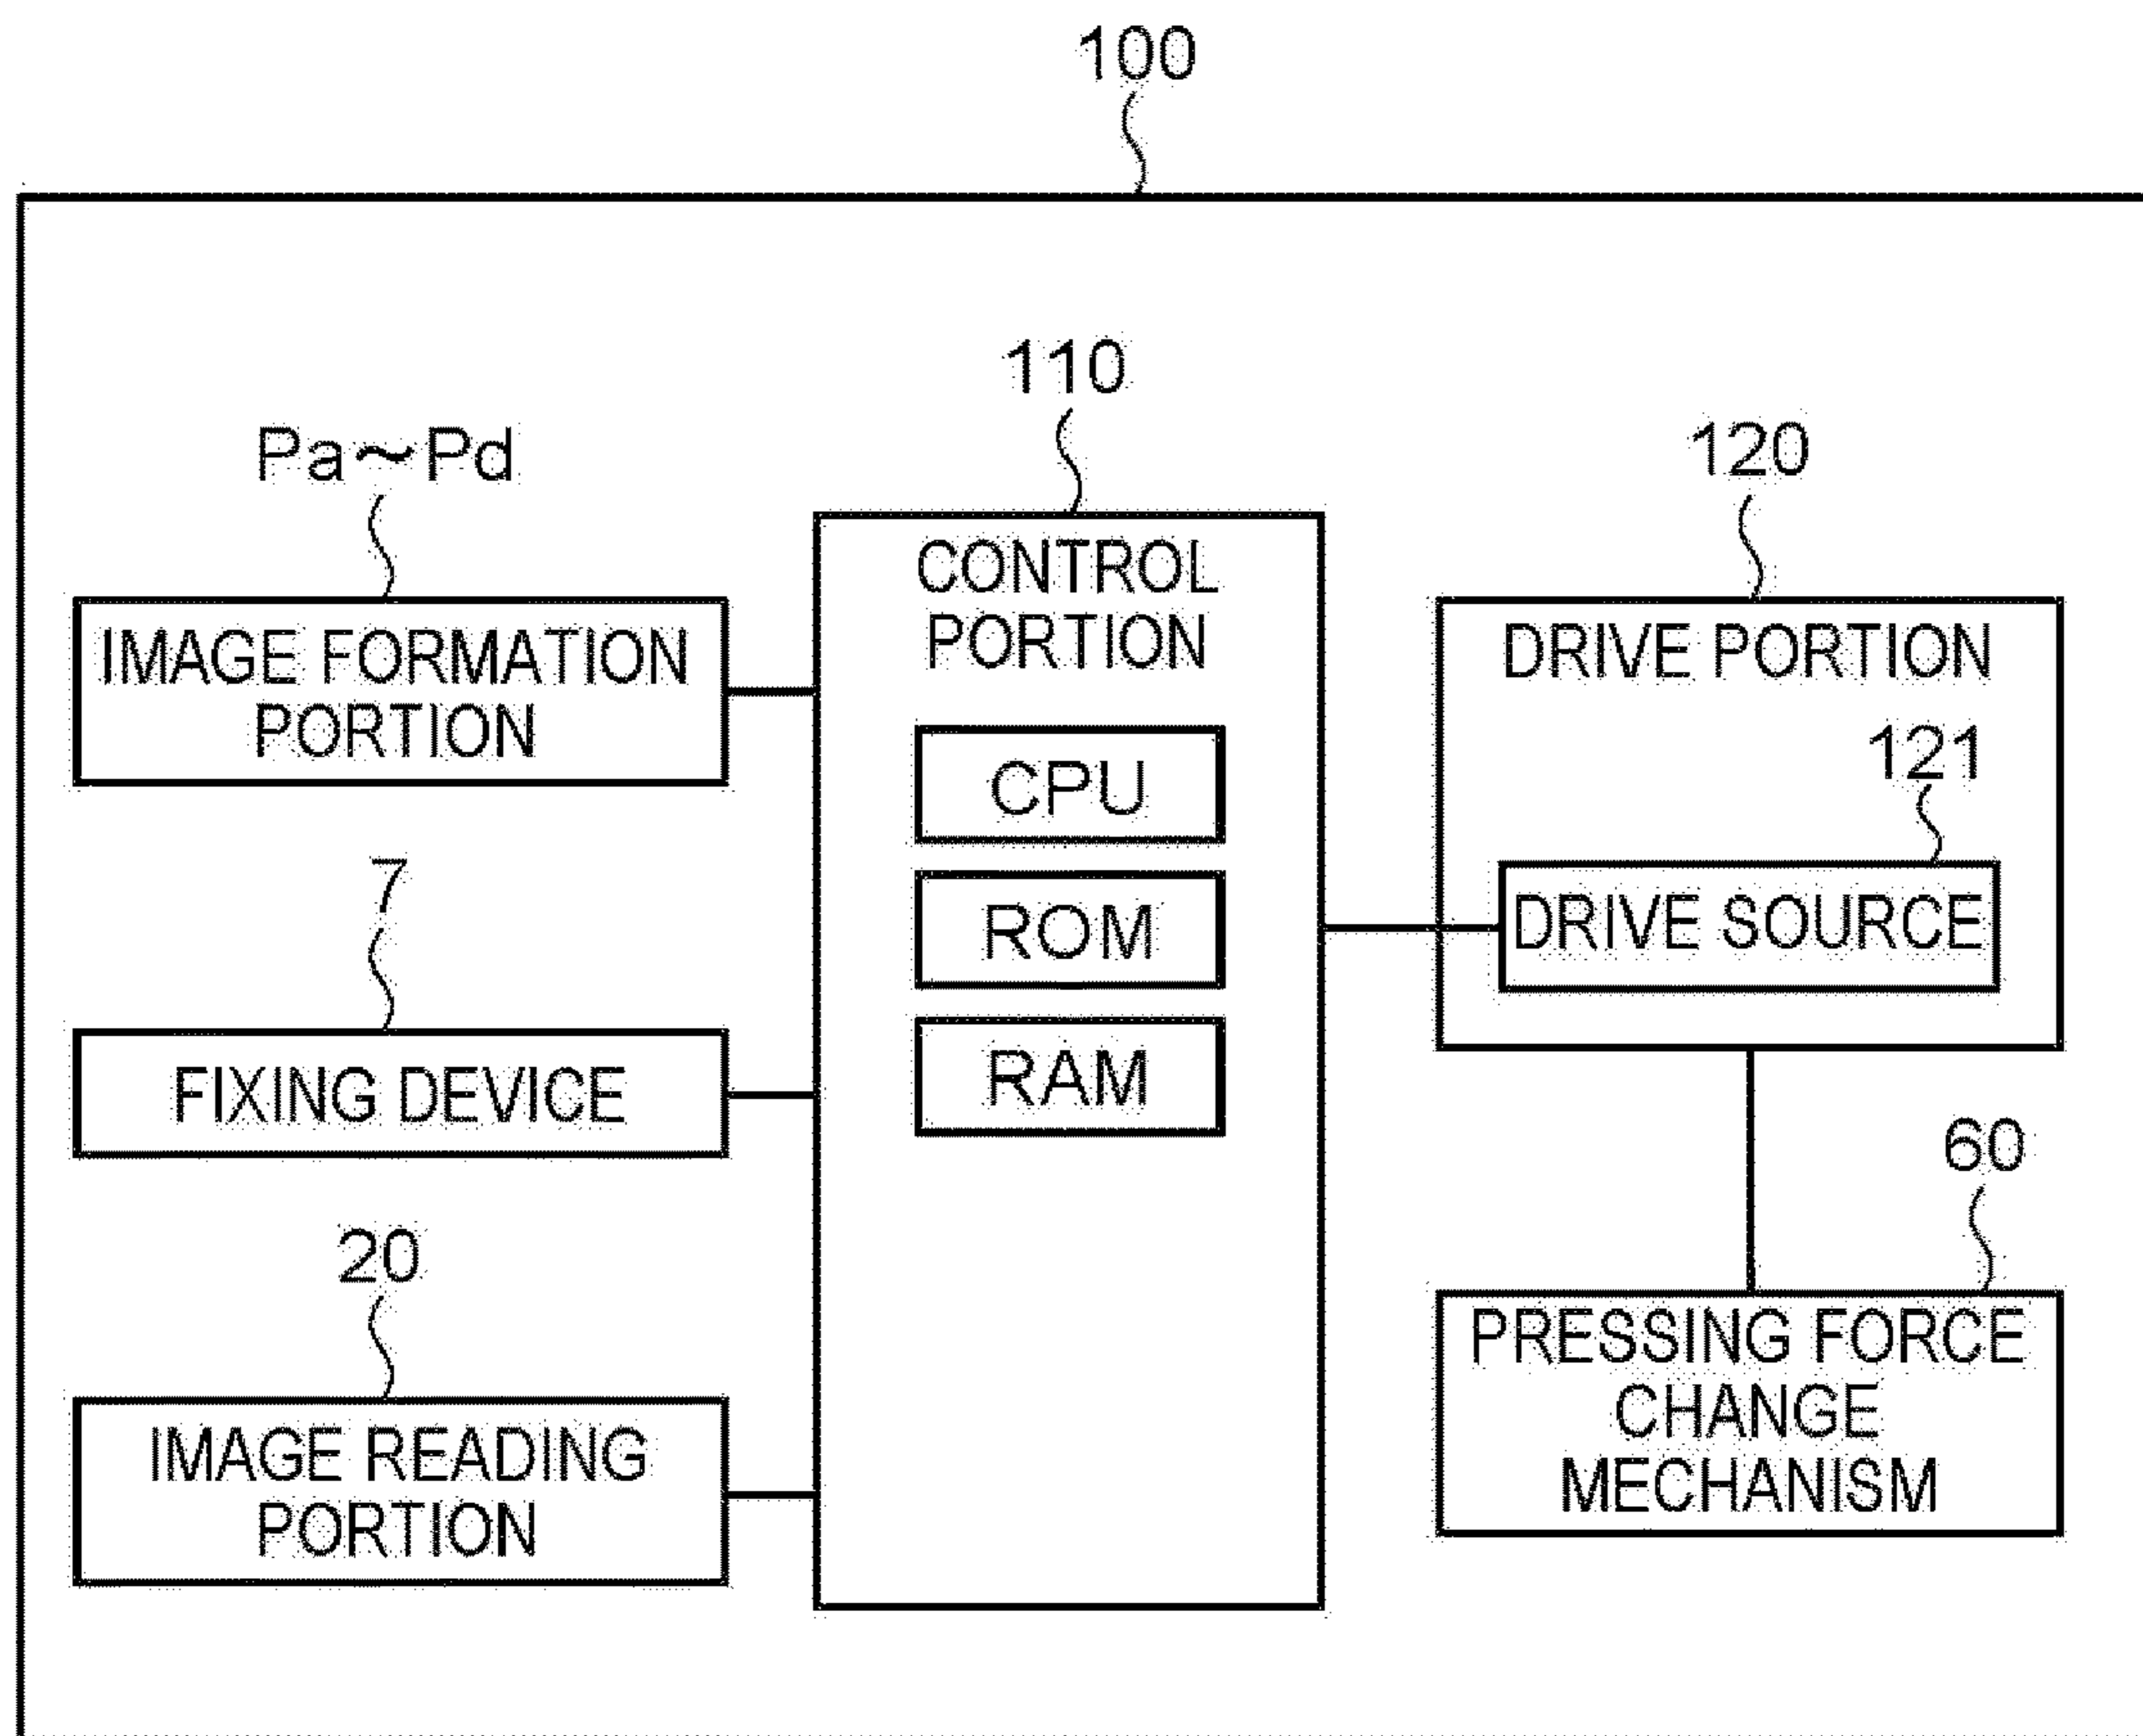 100
110
Pa~Pd
120
CONTROL
PORTION
IMAGE FORMATION
PORTION
DRIVE PORTION
CPU
121
7
ROM
DRIVE SOURCE
FIXING DEVICE
RAM
60
20
PRESSING FORCE
CHANGE
MECHANISM
IMAGE READING
PORTION